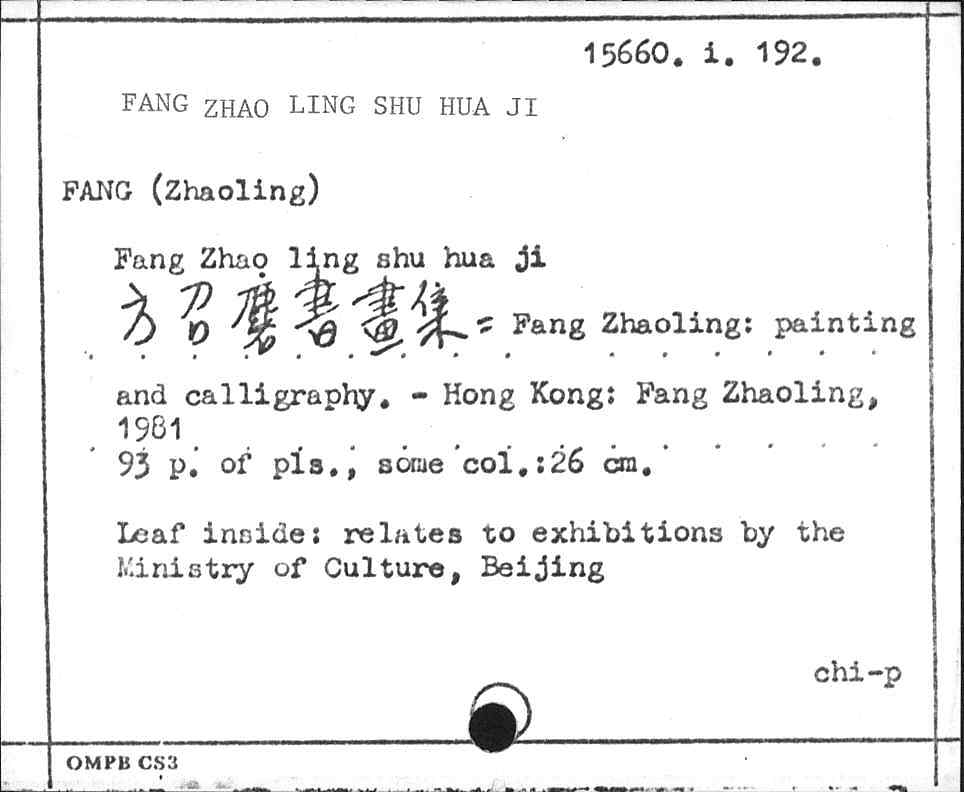 15660. i. 192.
FANG ZHAO LING SHU HUA JI
FANG (Zhaoling)
Fang Zhao ling shu hua ji
方召麐書畫集 = Fang Zhaoling: painting
and calligraphy. - Hong Kong: Fang Zhaoling,
1981
93 p. of pls., some col.:26 cm.
Leaf inside: relates to exhibitions by the
Ministry of Culture, Beijing
chi-p
OMPB CS3